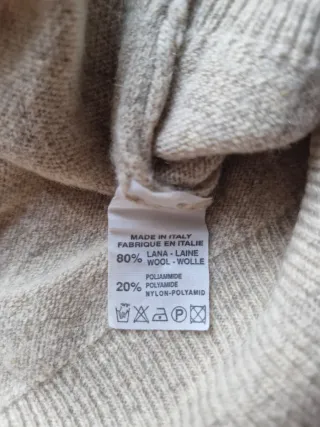 MADE IN ITALY
FABRIQUE EN ITALIE
80% LANA - LAINE
WOOL - WOLLE
20% POLIAMMIDE
POLYAMIDE
NYLON-POLYAMID
P